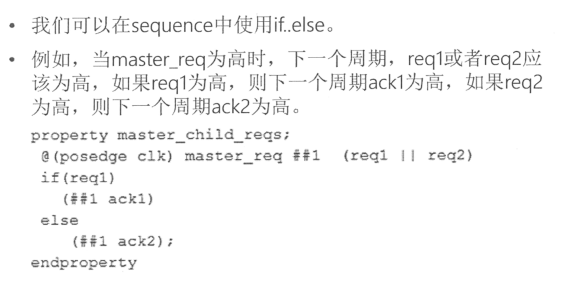 • 我们可以在sequence中使用if..else。
• 例如，当master_req为高时，下一个周期，req1或者req2应
该为高，如果req1为高，则下一个周期ack1为高，如果req2
为高，则下一个周期ack2为高。
property master_child_reqs;
@(posedge clk) master_req ##1 (req1 || req2)
if(req1)
(##1 ack1)
else
(##1 ack2);
endproperty